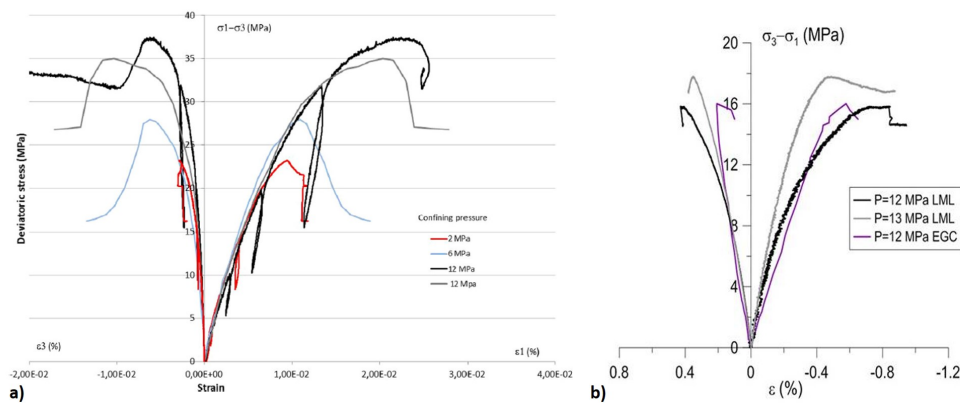 40
σ1−σ3 (MPa)
35
30
25
20
15
10
5
0
Deviatoric stress (MPa)
Confining pressure
2 MPa
6 MPa
12 MPa
12 Mpa
ε3 (%)
ε1 (%)
-2,00E-02 -1,00E-02 0,00E+00 1,00E-02 2,00E-02 3,00E-02 4,00E-02
Strain
a)
σ3−σ1 (MPa)
20
16
12
8
4
0
P=12 MPa LML
P=13 MPa LML
P=12 MPa EGC
0.8 0.4 0 -0.4 -0.8 -1.2
ε (%)
b)